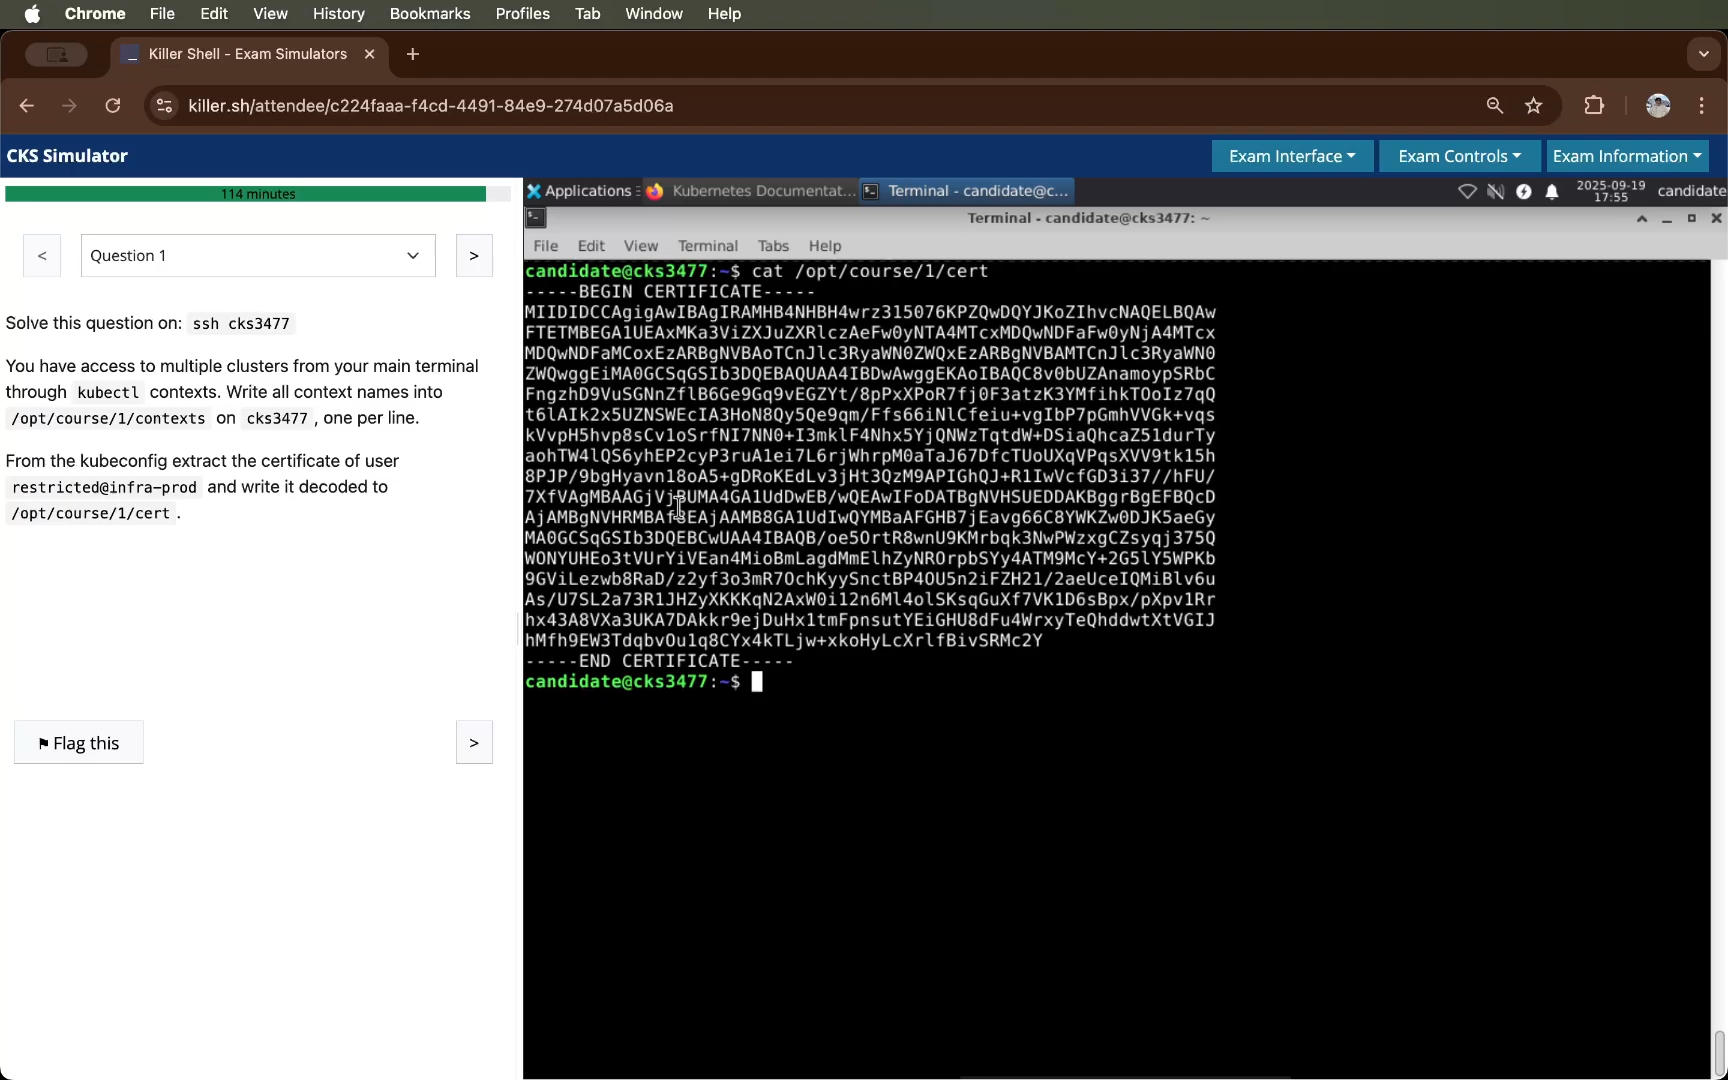 Chrome File Edit View History Bookmarks Profiles Tab Window Help
Killer Shell - Exam Simulators
killer.sh/attendee/c224faaa-f4cd-4491-84e9-274d07a5d06a
CKS Simulator
Exam Interface
Exam Controls
Exam Information
114 minutes
< Question 1 >
Solve this question on: ssh cks3477
You have access to multiple clusters from your main terminal
through kubectl contexts. Write all context names into
/opt/course/1/contexts on cks3477 , one per line.
From the kubeconfig extract the certificate of user
restricted@infra-prod and write it decoded to
/opt/course/1/cert .
Flag this
>
Applications
Kubernetes Documentat...
Terminal - candidate@c...
2025-09-19
17:55
candidate
Terminal - candidate@cks3477: ~
File Edit View Terminal Tabs Help
candidate@cks3477:~$ cat /opt/course/1/cert
-----BEGIN CERTIFICATE-----
MIIDIDCCAgigAwIBAgIRAMHB4NHBH4wrz315076KPZQwDQYJKoZIhvcNAQELBQAw
FTETMBEGA1UEAxMKa3ViZXJuZXRlczAeFw0yNTA4MTcxMDQwNDFaFw0yNjA4MTcx
MDQwNDFaMCoxEzARBgNVBAoTCnJlc3RyaWN0ZWQxEzARBgNVBAMTCnJlc3RyaWN0
ZWQwggEiMA0GCSqGSIb3DQEBAQUAA4IBDwAwggEKAoIBAQC8v0bUZAnamoypSRbC
FngzhD9VuSGNnZflB6Ge9Gq9vEGZYt/8pPxXPoR7fj0F3atzK3YMfihkTOoIz7qQ
t6lAIk2x5UZNSWEcIA3HoN8Qy5Qe9qm/Ffs66iNlCfeiu+vgIbP7pGmhVVGk+vqs
kVvpH5hvp8sCv1oSrfNI7NN0+I3mklF4Nhx5YjQNWzTqtdW+DSiaQhcaZ51durTy
aohTW4lQS6yhEP2cyP3ruA1ei7L6rjWhrpM0aTaJ67DfcTUoUXqVPqsXVV9tk15h
8PJP/9bgHyavn18oA5+gDRoKEdLv3jHt3QzM9APIGhQJ+R1IwVcfGD3i37//hFU/
7XfVAgMBAAGjVjBUMA4GA1UdDwEB/wQEAwIFoDATBgNVHSUEDDAKBggrBgEFBQcD
AjAMBgNVHRMBAf8EAjAAMB8GA1UdIwQYMBaAFGHB7jEavg66C8YWKZw0DJK5aeGy
MA0GCSqGSIb3DQEBCwUAA4IBAQB/oe5OrtR8wnU9KMrbqk3NwPWzxgCZsyqj375Q
WONYUHEo3tVUrYiVEan4MioBmLagdMmElhZyNROrpbSYy4ATM9McY+2G5lY5WPKb
9GViLezwb8RaD/z2yf3o3mR7OchKyySnctBP4OU5n2iFZH21/2aeUceIQMiBlv6u
As/U7SL2a73R1JHZyXKKKqN2AxW0i12n6Ml4olSKsqGuXf7VK1D6sBpx/pXpv1Rr
hx43A8VXa3UKA7DAkkr9ejDuHx1tmFpnsutYEiGHU8dFu4WrxyTeQhddwtXtVGIJ
hMfh9EW3TdqbvOu1q8CYx4kTLjw+xkoHyLcXrlfBivSRMc2Y
-----END CERTIFICATE-----
candidate@cks3477:~$